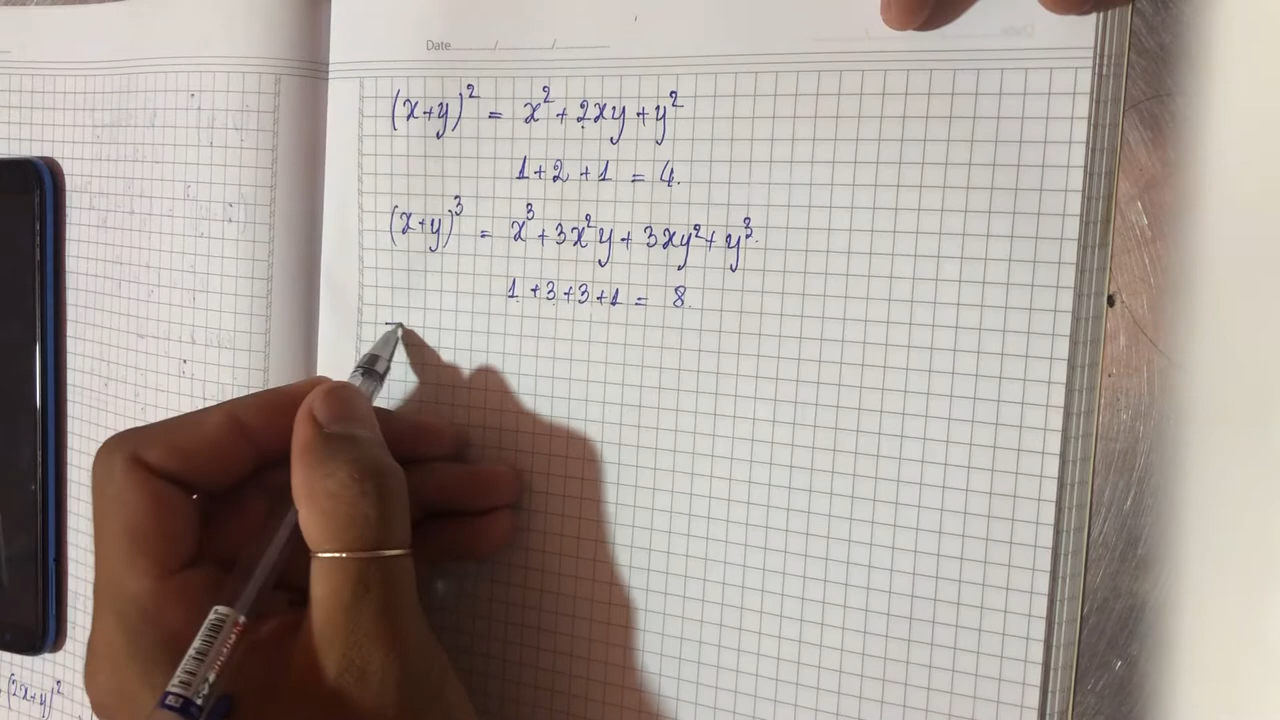 Date / /
(x+y)² = x² + 2xy + y²
1+2+1 = 4.
(x+y)³ = x³ + 3x²y + 3xy² + y³.
1+3+3+1 = 8.
(2x+y)²